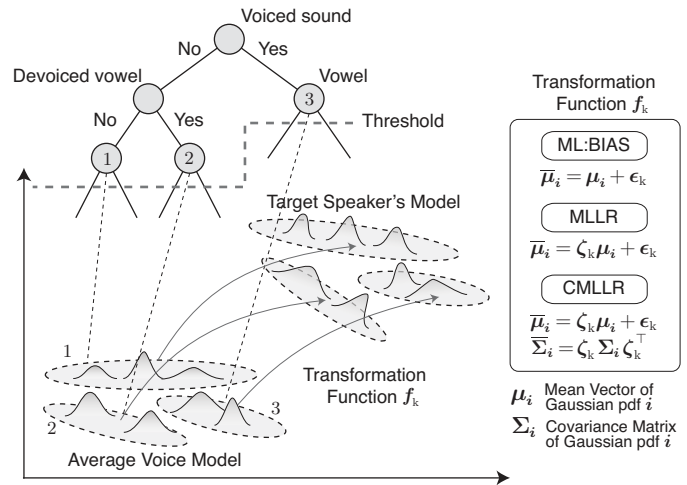 Voiced sound
No Yes
Devoiced vowel
Vowel
3
No Yes
Threshold
1 2
Target Speaker's Model
1
2
3
Transformation
Function f_k
Average Voice Model
Transformation
Function f_k
ML:BIAS
μ̅_i = μ_i + ϵ_k
MLLR
μ̅_i = ζ_k μ_i + ϵ_k
CMLLR
μ̅_i = ζ_k μ_i + ϵ_k
Σ̅_i = ζ_k Σ_i ζ_k^⊤
μ_i Mean Vector of
Gaussian pdf i
Σ_i Covariance Matrix
of Gaussian pdf i